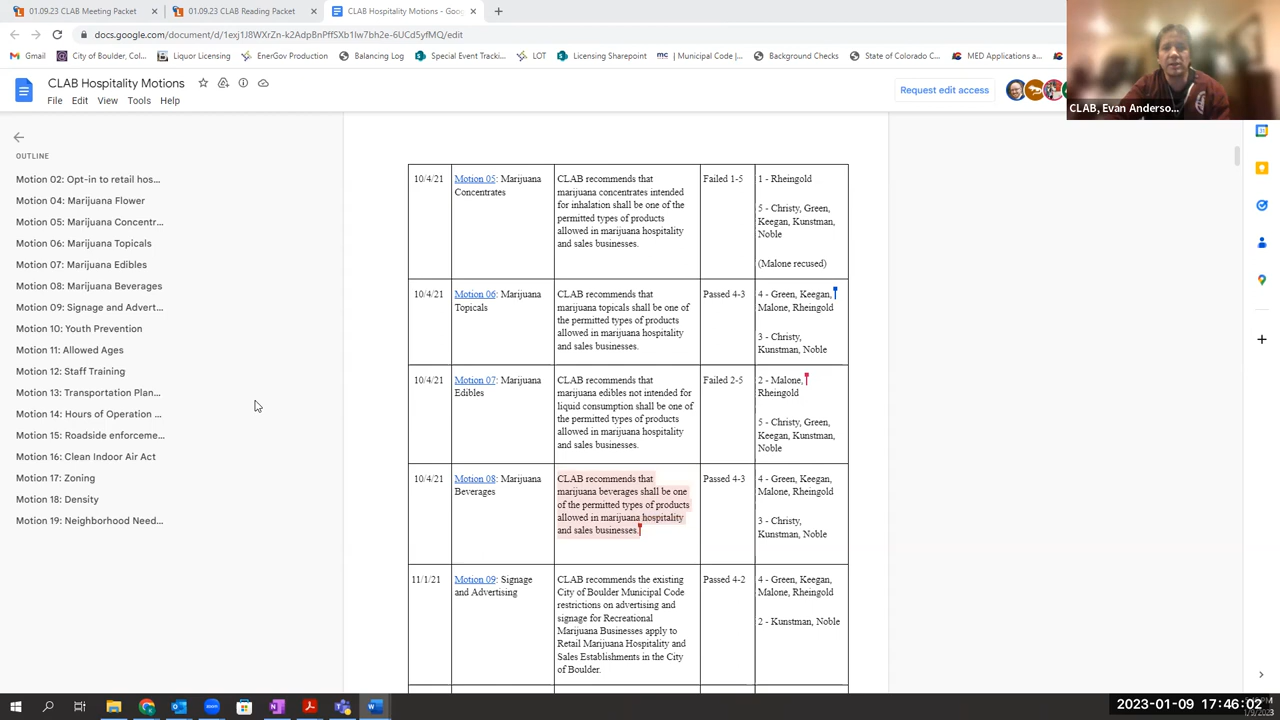 01.09.23 CLAB Meeting Packet
01.09.23 CLAB Reading Packet
CLAB Hospitality Motions - Goog
docs.google.com/document/d/1exj1J8WXrZn-k2AdpBnPffSXb1lw7bh2e-6UCd5yfMQ/edit
Gmail
City of Boulder, Col...
Liquor Licensing
EnerGov Production
Balancing Log
Special Event Tracki...
LOT
Licensing Sharepoint
| Municipal Code |...
Background Checks
State of Colorado C...
MED Applications a...
CLAB Hospitality Motions
File Edit View Tools Help
Request edit access
CLAB, Evan Anderso...
OUTLINE
Motion 02: Opt-in to retail hos...
Motion 04: Marijuana Flower
Motion 05: Marijuana Concentr...
Motion 06: Marijuana Topicals
Motion 07: Marijuana Edibles
Motion 08: Marijuana Beverages
Motion 09: Signage and Advert...
Motion 10: Youth Prevention
Motion 11: Allowed Ages
Motion 12: Staff Training
Motion 13: Transportation Plan...
Motion 14: Hours of Operation ...
Motion 15: Roadside enforceme...
Motion 16: Clean Indoor Air Act
Motion 17: Zoning
Motion 18: Density
Motion 19: Neighborhood Need...
10/4/21
Motion 05: Marijuana
Concentrates
CLAB recommends that
marijuana concentrates intended
for inhalation shall be one of the
permitted types of products
allowed in marijuana hospitality
and sales businesses.
Failed 1-5
1 - Rheingold
5 - Christy, Green,
Keegan, Kunstman,
Noble
(Malone recused)
10/4/21
Motion 06: Marijuana
Topicals
CLAB recommends that
marijuana topicals shall be one of
the permitted types of products
allowed in marijuana hospitality
and sales businesses.
Passed 4-3
4 - Green, Keegan,
Malone, Rheingold
3 - Christy,
Kunstman, Noble
10/4/21
Motion 07: Marijuana
Edibles
CLAB recommends that
marijuana edibles not intended for
liquid consumption shall be one of
the permitted types of products
allowed in marijuana hospitality
and sales businesses.
Failed 2-5
2 - Malone,
Rheingold
5 - Christy, Green,
Keegan, Kunstman,
Noble
10/4/21
Motion 08: Marijuana
Beverages
CLAB recommends that
marijuana beverages shall be one
of the permitted types of products
allowed in marijuana hospitality
and sales businesses.
Passed 4-3
4 - Green, Keegan,
Malone, Rheingold
3 - Christy,
Kunstman, Noble
11/1/21
Motion 09: Signage
and Advertising
CLAB recommends the existing
City of Boulder Municipal Code
restrictions on advertising and
signage for Recreational
Marijuana Businesses apply to
Retail Marijuana Hospitality and
Sales Establishments in the City
of Boulder.
Passed 4-2
4 - Green, Keegan,
Malone, Rheingold
2 - Kunstman, Noble
2023-01-09 17:46:02